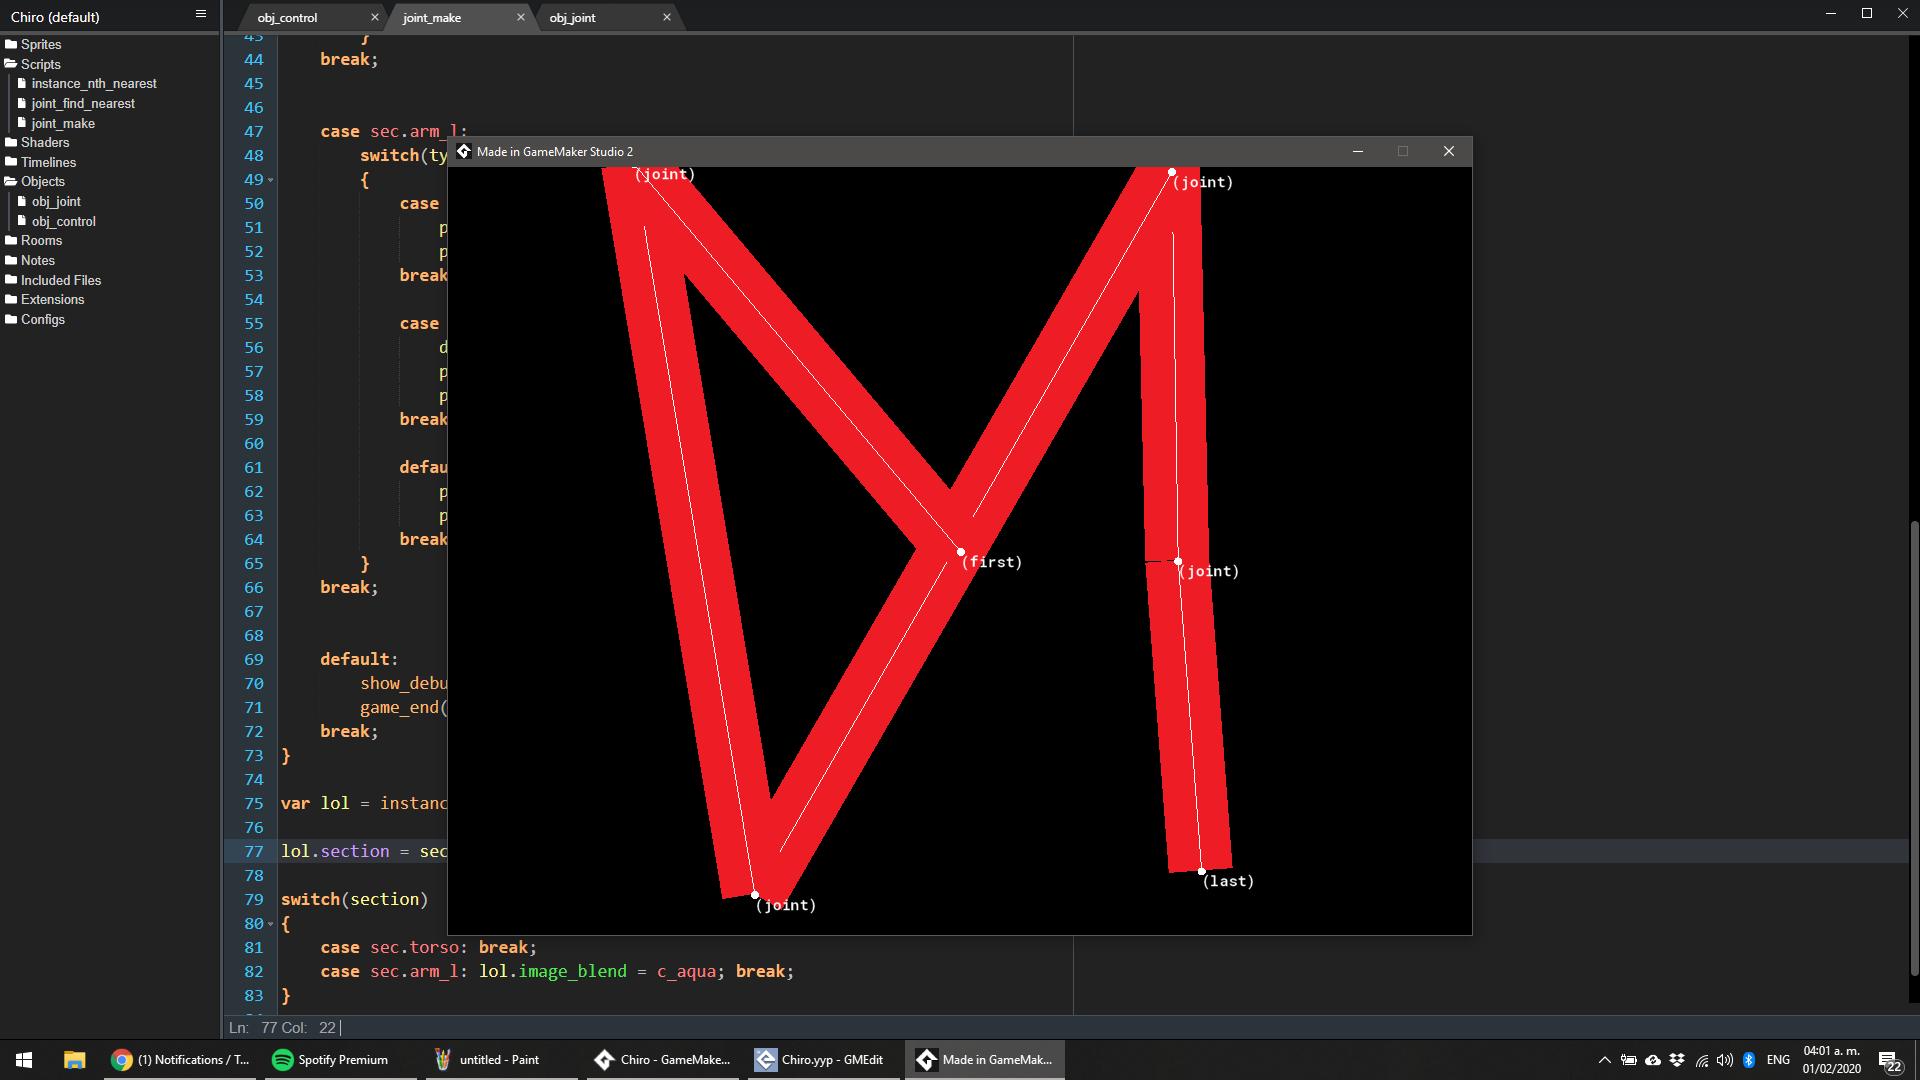 Chiro (default)
obj_control
joint_make
obj_joint
Sprites
Scripts
instance_nth_nearest
joint_find_nearest
joint_make
Shaders
Timelines
Objects
obj_joint
obj_control
Rooms
Notes
Included Files
Extensions
Configs
43 }
44 break;
45
46
47 case sec.arm_l:
48 switch(ty
49 {
50 case
51 p
52 p
53 break
54
55 case
56 d
57 p
58 p
59 break
60
61 defau
62 p
63 p
64 break
65 }
66 break;
67
68
69 default:
70 show_debu
71 game_end(
72 break;
73 }
74
75 var lol = instanc
76
77 lol.section = sec
78
79 switch(section)
80 {
81 case sec.torso: break;
82 case sec.arm_l: lol.image_blend = c_aqua; break;
83 }
Made in GameMaker Studio 2
(joint)
(joint)
(first)
(joint)
(last)
(joint)
Ln: 77 Col: 22
(1) Notifications / T...
Spotify Premium
untitled - Paint
Chiro - GameMake...
Chiro.yyp - GMEdit
Made in GameMak...
ENG
04:01 a. m.
01/02/2020
22